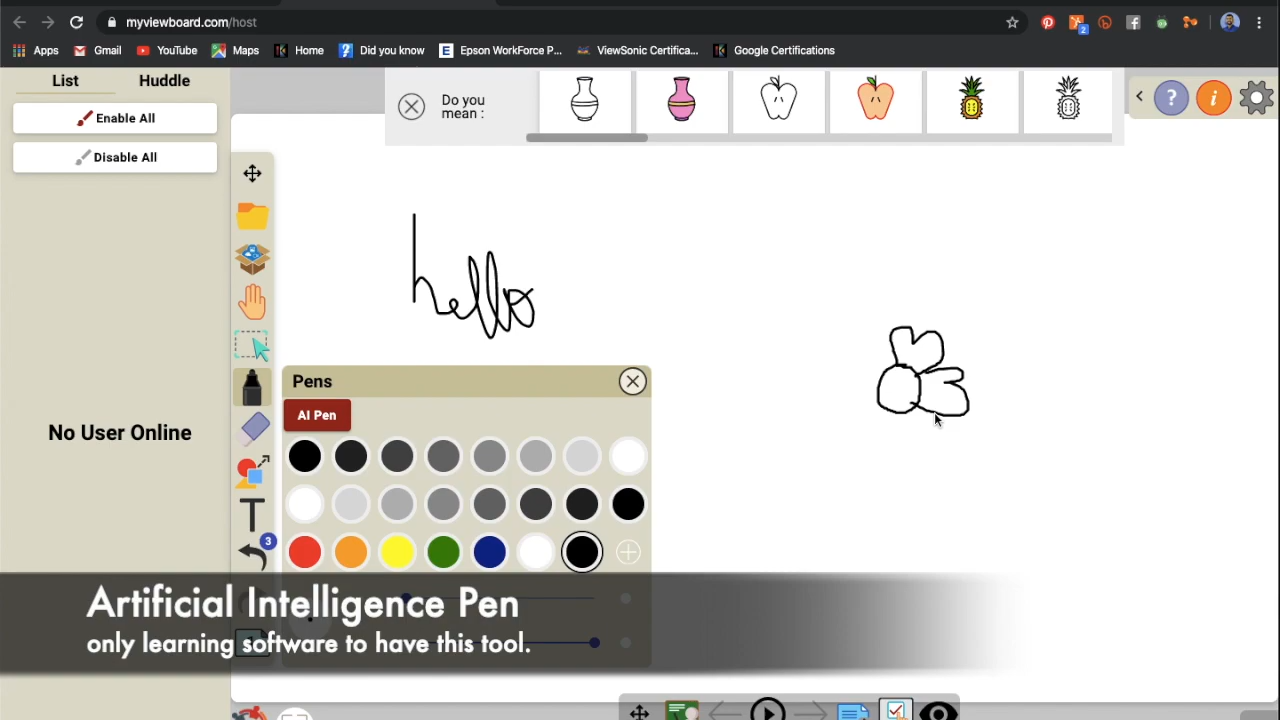 myviewboard.com/host
2
Apps Gmail YouTube Maps Home Did you know Epson WorkForce P... ViewSonic Certifica... Google Certifications
List Huddle
Enable All
Disable All
Do you mean :
? i
hello
Pens
AI Pen
No User Online
T
3
Artificial Intelligence Pen
only learning software to have this tool.